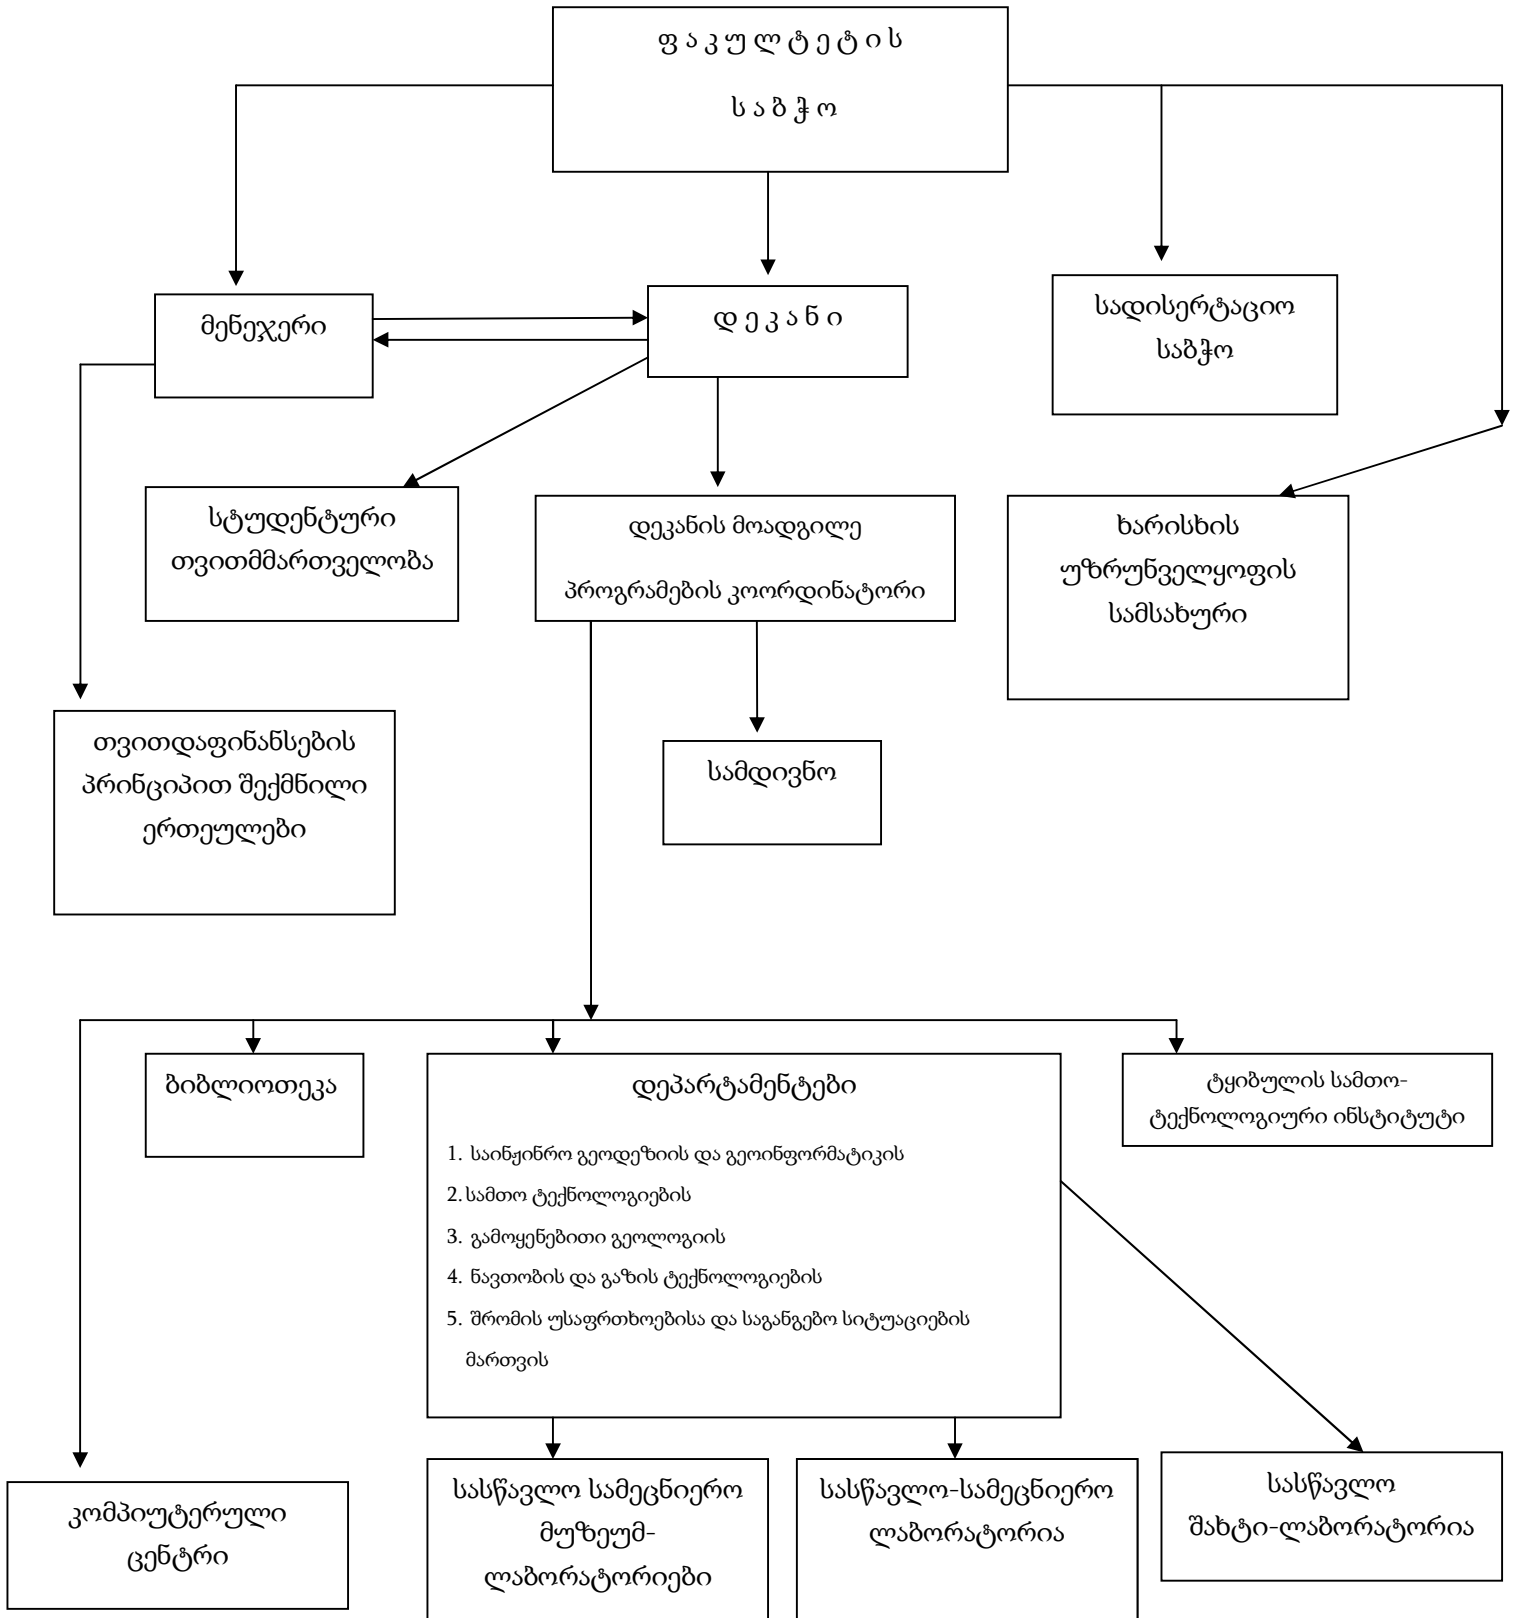 ფ ა კ უ ლ ტ ე ტ ი ს
ს ა ბ ჭ ო
მენეჯერი
დ ე კ ა ნ ი
სადისერტაციო
საბჭო
სტუდენტური
თვითმმართველობა
დეკანის მოადგილე
პროგრამების კოორდინატორი
ხარისხის
უზრუნველყოფის
სამსახური
თვითდაფინანსების
პრინციპით შექმნილი
ერთეულები
სამდივნო
ბიბლიოთეკა
დეპარტამენტები
1. საინჟინრო გეოდეზიის და გეოინფორმატიკის
2. სამთო ტექნოლოგიების
3. გამოყენებითი გეოლოგიის
4. ნავთობის და გაზის ტექნოლოგიების
5. შრომის უსაფრთხოებისა და საგანგებო სიტუაციების
მართვის
ტყიბულის სამთო-
ტექნოლოგიური ინსტიტუტი
კომპიუტერული
ცენტრი
სასწავლო სამეცნიერო
მუზეუმ-
ლაბორატორიები
სასწავლო-სამეცნიერო
ლაბორატორია
სასწავლო
შახტი-ლაბორატორია